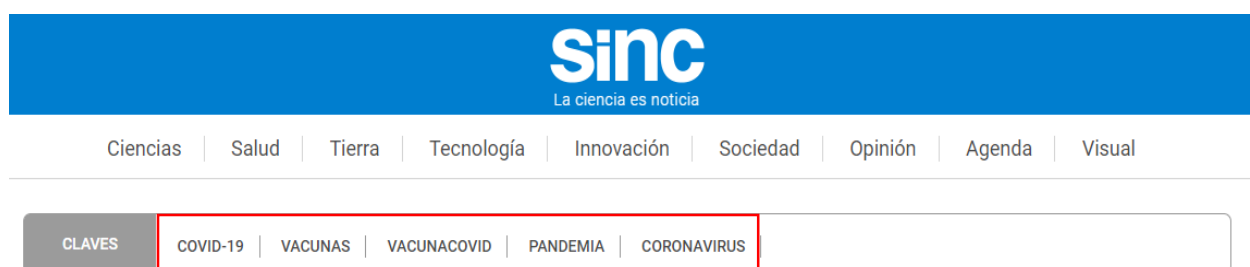 sinc
La ciencia es noticia
Ciencias Salud Tierra Tecnología Innovación Sociedad Opinión Agenda Visual
CLAVES COVID-19 VACUNAS VACUNACOVID PANDEMIA CORONAVIRUS